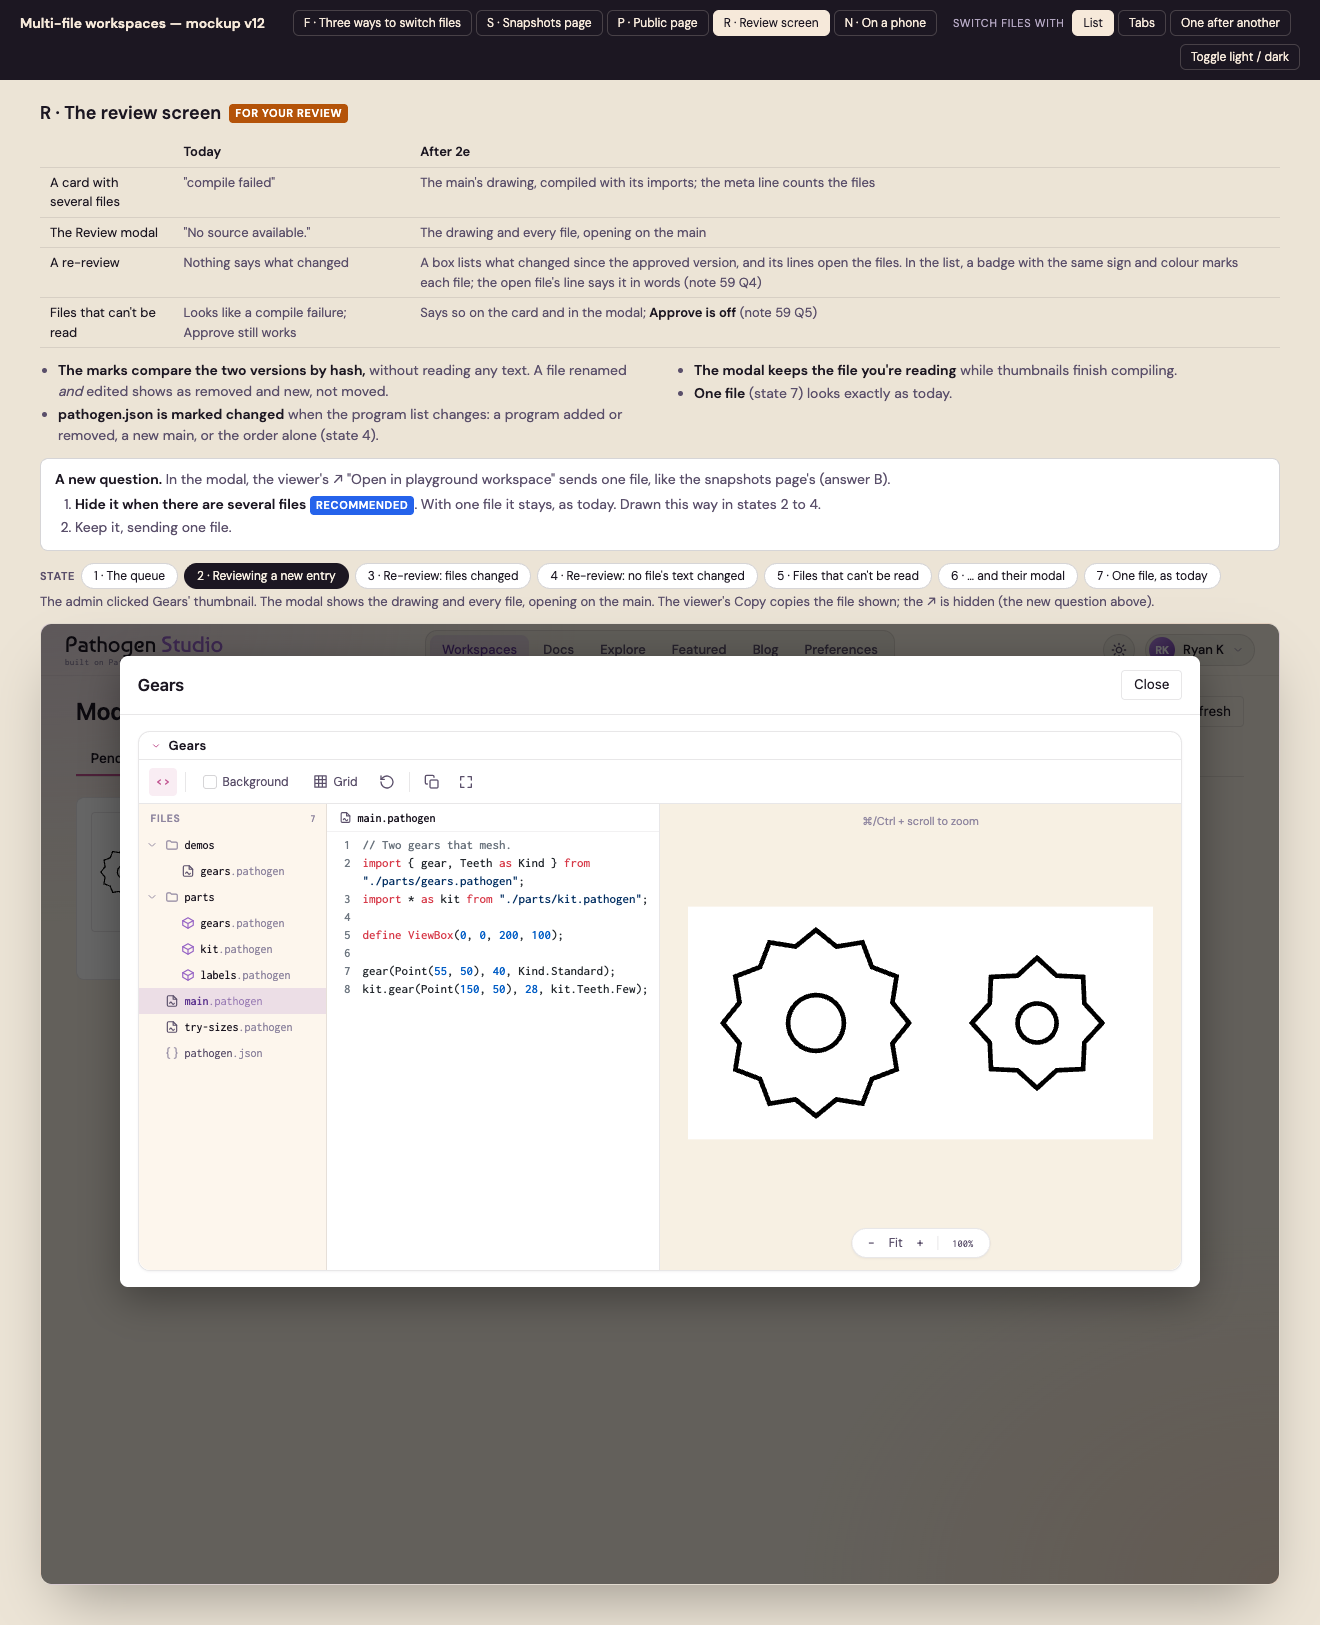 Multi-file workspaces — mockup v12
F · Three ways to switch files
S · Snapshots page
P · Public page
R · Review screen
N · On a phone
SWITCH FILES WITH
List
Tabs
One after another
Toggle light / dark
R · The review screen FOR YOUR REVIEW
Today After 2e
A card with "compile failed" The main's drawing, compiled with its imports; the meta line counts the files
several files
The Review modal "No source available." The drawing and every file, opening on the main
A re-review Nothing says what changed A box lists what changed since the approved version, and its lines open the files. In the list, a badge with the same sign and colour marks
each file; the open file's line says it in words (note 59 Q4)
Files that can't be Looks like a compile failure; Says so on the card and in the modal; Approve is off (note 59 Q5)
read Approve still works
• The marks compare the two versions by hash, without reading any text. A file renamed
and edited shows as removed and new, not moved.
• pathogen.json is marked changed when the program list changes: a program added or
removed, a new main, or the order alone (state 4).
• The modal keeps the file you're reading while thumbnails finish compiling.
• One file (state 7) looks exactly as today.
A new question. In the modal, the viewer's ↗ "Open in playground workspace" sends one file, like the snapshots page's (answer B).
1. Hide it when there are several files RECOMMENDED. With one file it stays, as today. Drawn this way in states 2 to 4.
2. Keep it, sending one file.
STATE
1 · The queue
2 · Reviewing a new entry
3 · Re-review: files changed
4 · Re-review: no file's text changed
5 · Files that can't be read
6 · … and their modal
7 · One file, as today
The admin clicked Gears' thumbnail. The modal shows the drawing and every file, opening on the main. The viewer's Copy copies the file shown; the ↗ is hidden (the new question above).
Pathogen Studio
built on Pa
Workspaces
Docs
Explore
Featured
Blog
Preferences
RK Ryan K
Mod
fresh
Penc
Gears
Close
Gears
<> Background Grid
FILES 7
demos
gears.pathogen
parts
gears.pathogen
kit.pathogen
labels.pathogen
main.pathogen
try-sizes.pathogen
{} pathogen.json
main.pathogen
1 // Two gears that mesh.
2 import { gear, Teeth as Kind } from
"./parts/gears.pathogen";
3 import * as kit from "./parts/kit.pathogen";
4
5 define ViewBox(0, 0, 200, 100);
6
7 gear(Point(55, 50), 40, Kind.Standard);
8 kit.gear(Point(150, 50), 28, kit.Teeth.Few);
⌘/Ctrl + scroll to zoom
− Fit + 100%